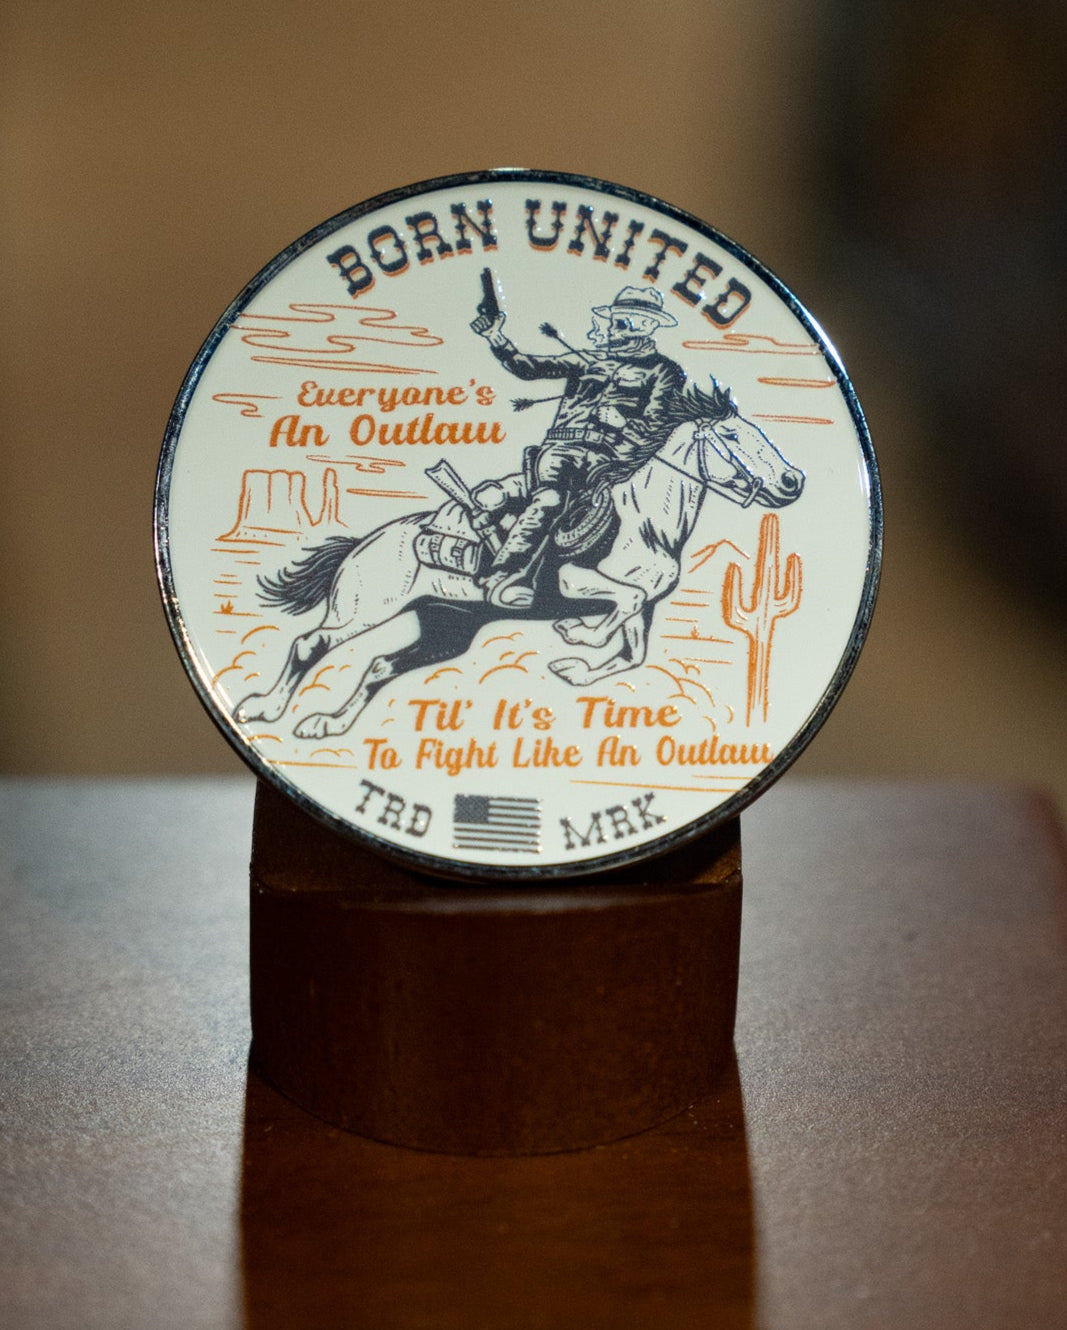 BORN UNITED
Everyone's
An Outlaw
Til' It's Time
To Fight Like An Outlaw
TRD MRK